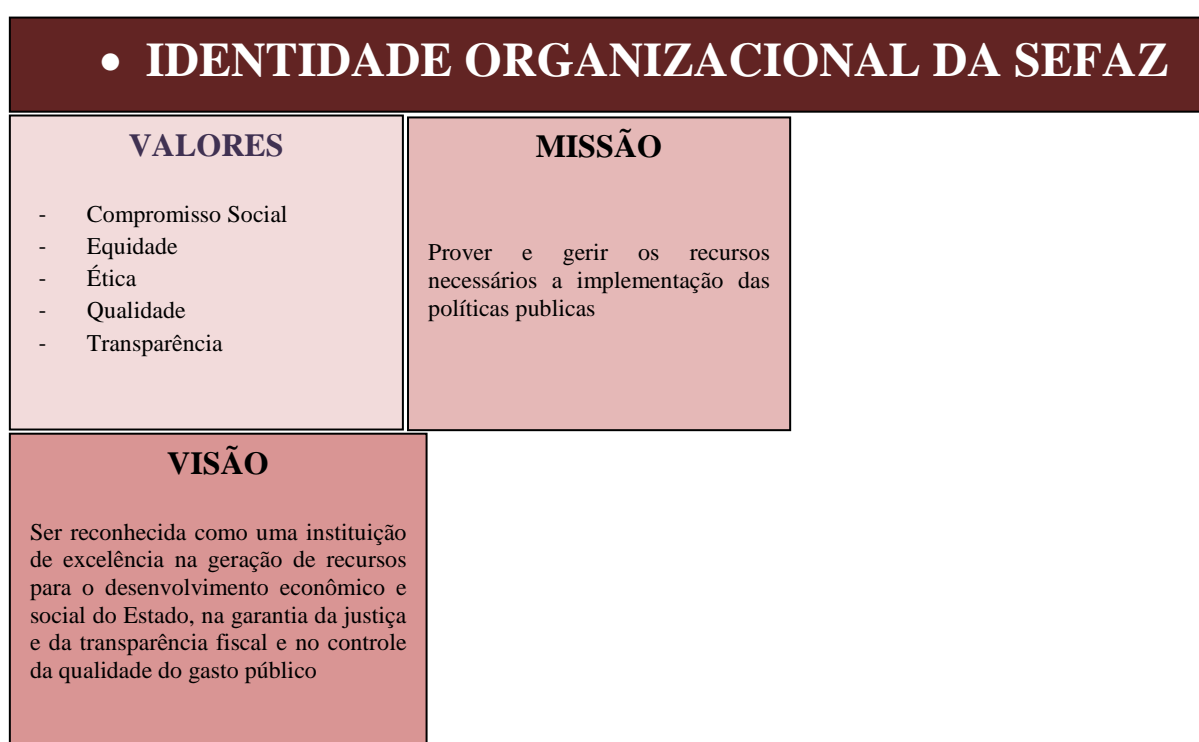 • IDENTIDADE ORGANIZACIONAL DA SEFAZ
VALORES
- Compromisso Social
- Equidade
- Ética
- Qualidade
- Transparência
MISSÃO
Prover e gerir os recursos
necessários a implementação das
políticas publicas
VISÃO
Ser reconhecida como uma instituição
de excelência na geração de recursos
para o desenvolvimento econômico e
social do Estado, na garantia da justiça
e da transparência fiscal e no controle
da qualidade do gasto público